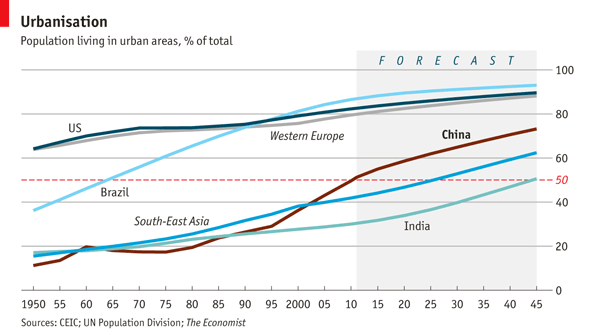 Urbanisation
Population living in urban areas, % of total
FORECAST
100
US
80
Western Europe
China
60
50
Brazil
40
South-East Asia
India
20
0
1950 55 60 65 70 75 80 85 90 95 2000 05 10 15 20 25 30 35 40 45
Sources: CEIC; UN Population Division; The Economist